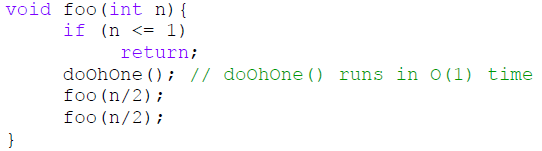 void foo(int n){
if (n <= 1)
return;
doOhOne(); // doOhOne() runs in O(1) time
foo(n/2);
foo(n/2);
}